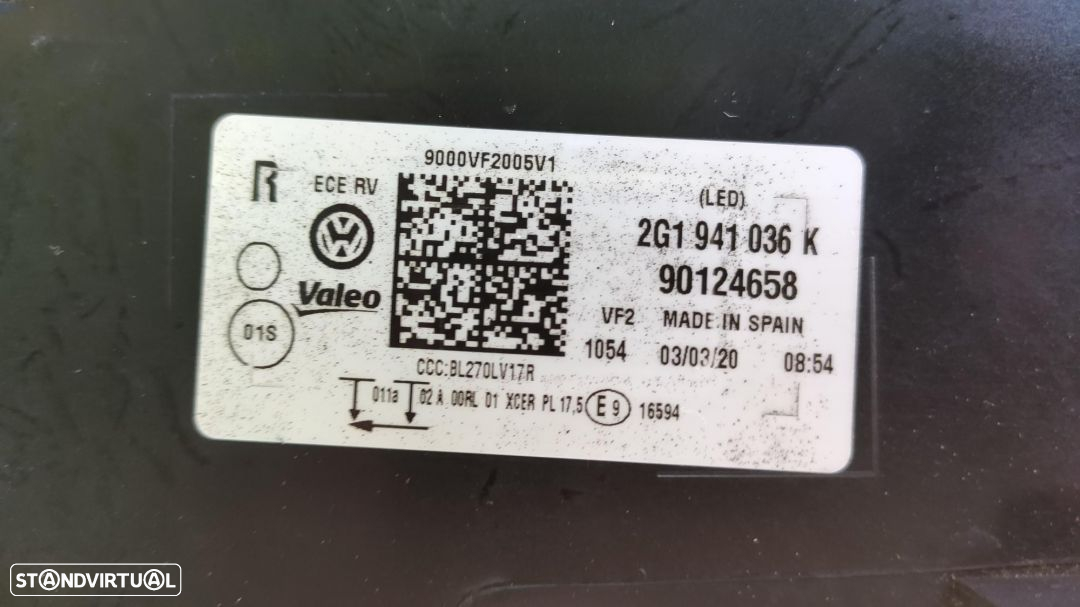 9000VF2005V1
R ECE RV
(LED)
2G1 941 036 K
90124658
Valeo
01S
VF2 MADE IN SPAIN
1054 03/03/20 08:54
CCC:BL270LV17R
011a 02 A 00RL 01 XCER PL 17,5 E 9 16594
STANDVIRTUAL